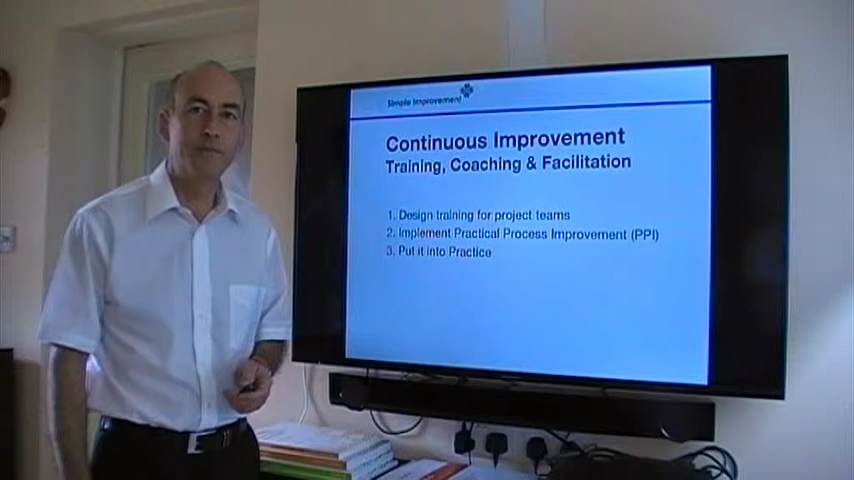 Simple Improvement
Continuous Improvement
Training, Coaching & Facilitation
1. Design training for project teams
2. Implement Practical Process Improvement (PPI)
3. Put it into Practice